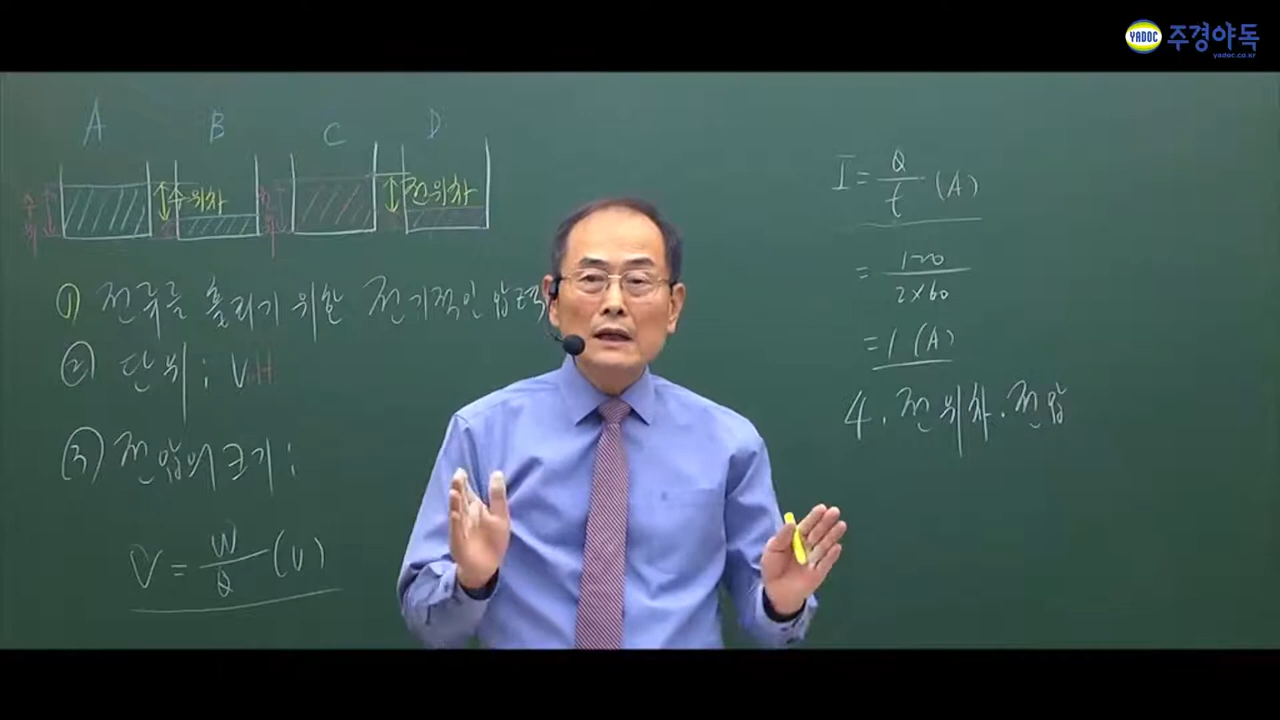 YADOC 주경야독
yadoc.co.kr
A B C D
수위차 전위차
① 전류를 흘리기 위한 전기적인 압력
② 단위 : V
③ 전압의 크기 :
V = W/Q (V)
I = Q/t (A)
= 120/2×60
= 1 (A)
4. 전위차. 전압